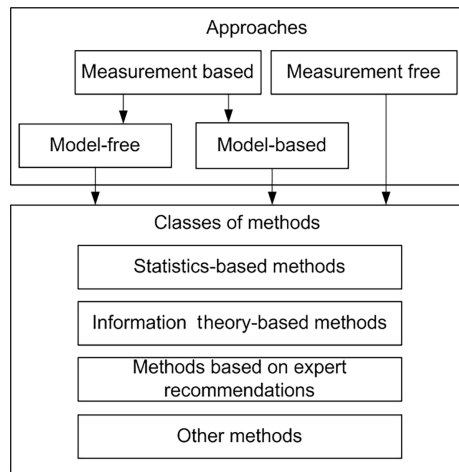 Approaches
Measurement based
Measurement free
Model-free
Model-based
Classes of methods
Statistics-based methods
Information theory-based methods
Methods based on expert
recommendations
Other methods